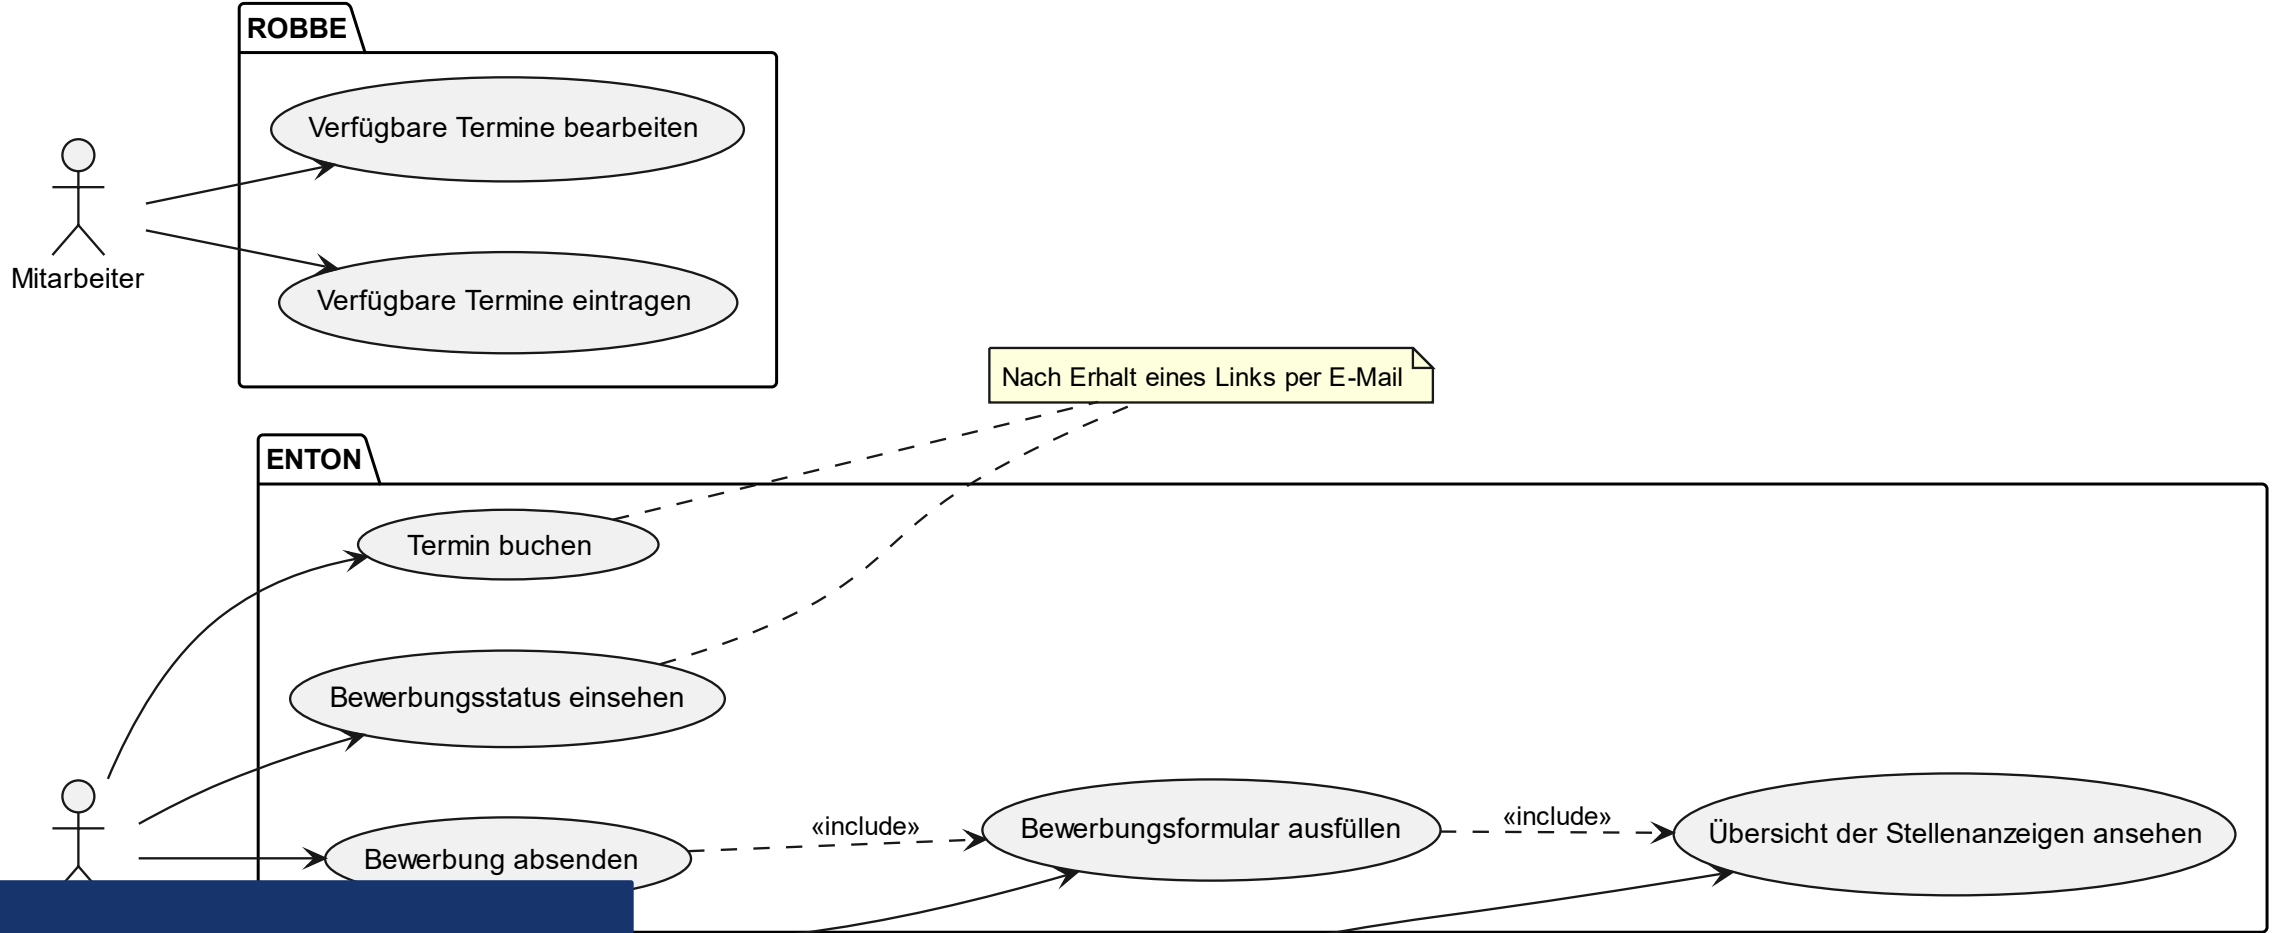 ROBBE
Verfügbare Termine bearbeiten
Mitarbeiter
Verfügbare Termine eintragen
Nach Erhalt eines Links per E-Mail
ENTON
Termin buchen
Bewerbungsstatus einsehen
Bewerbung absenden
«include»
Bewerbungsformular ausfüllen
«include»
Übersicht der Stellenanzeigen ansehen